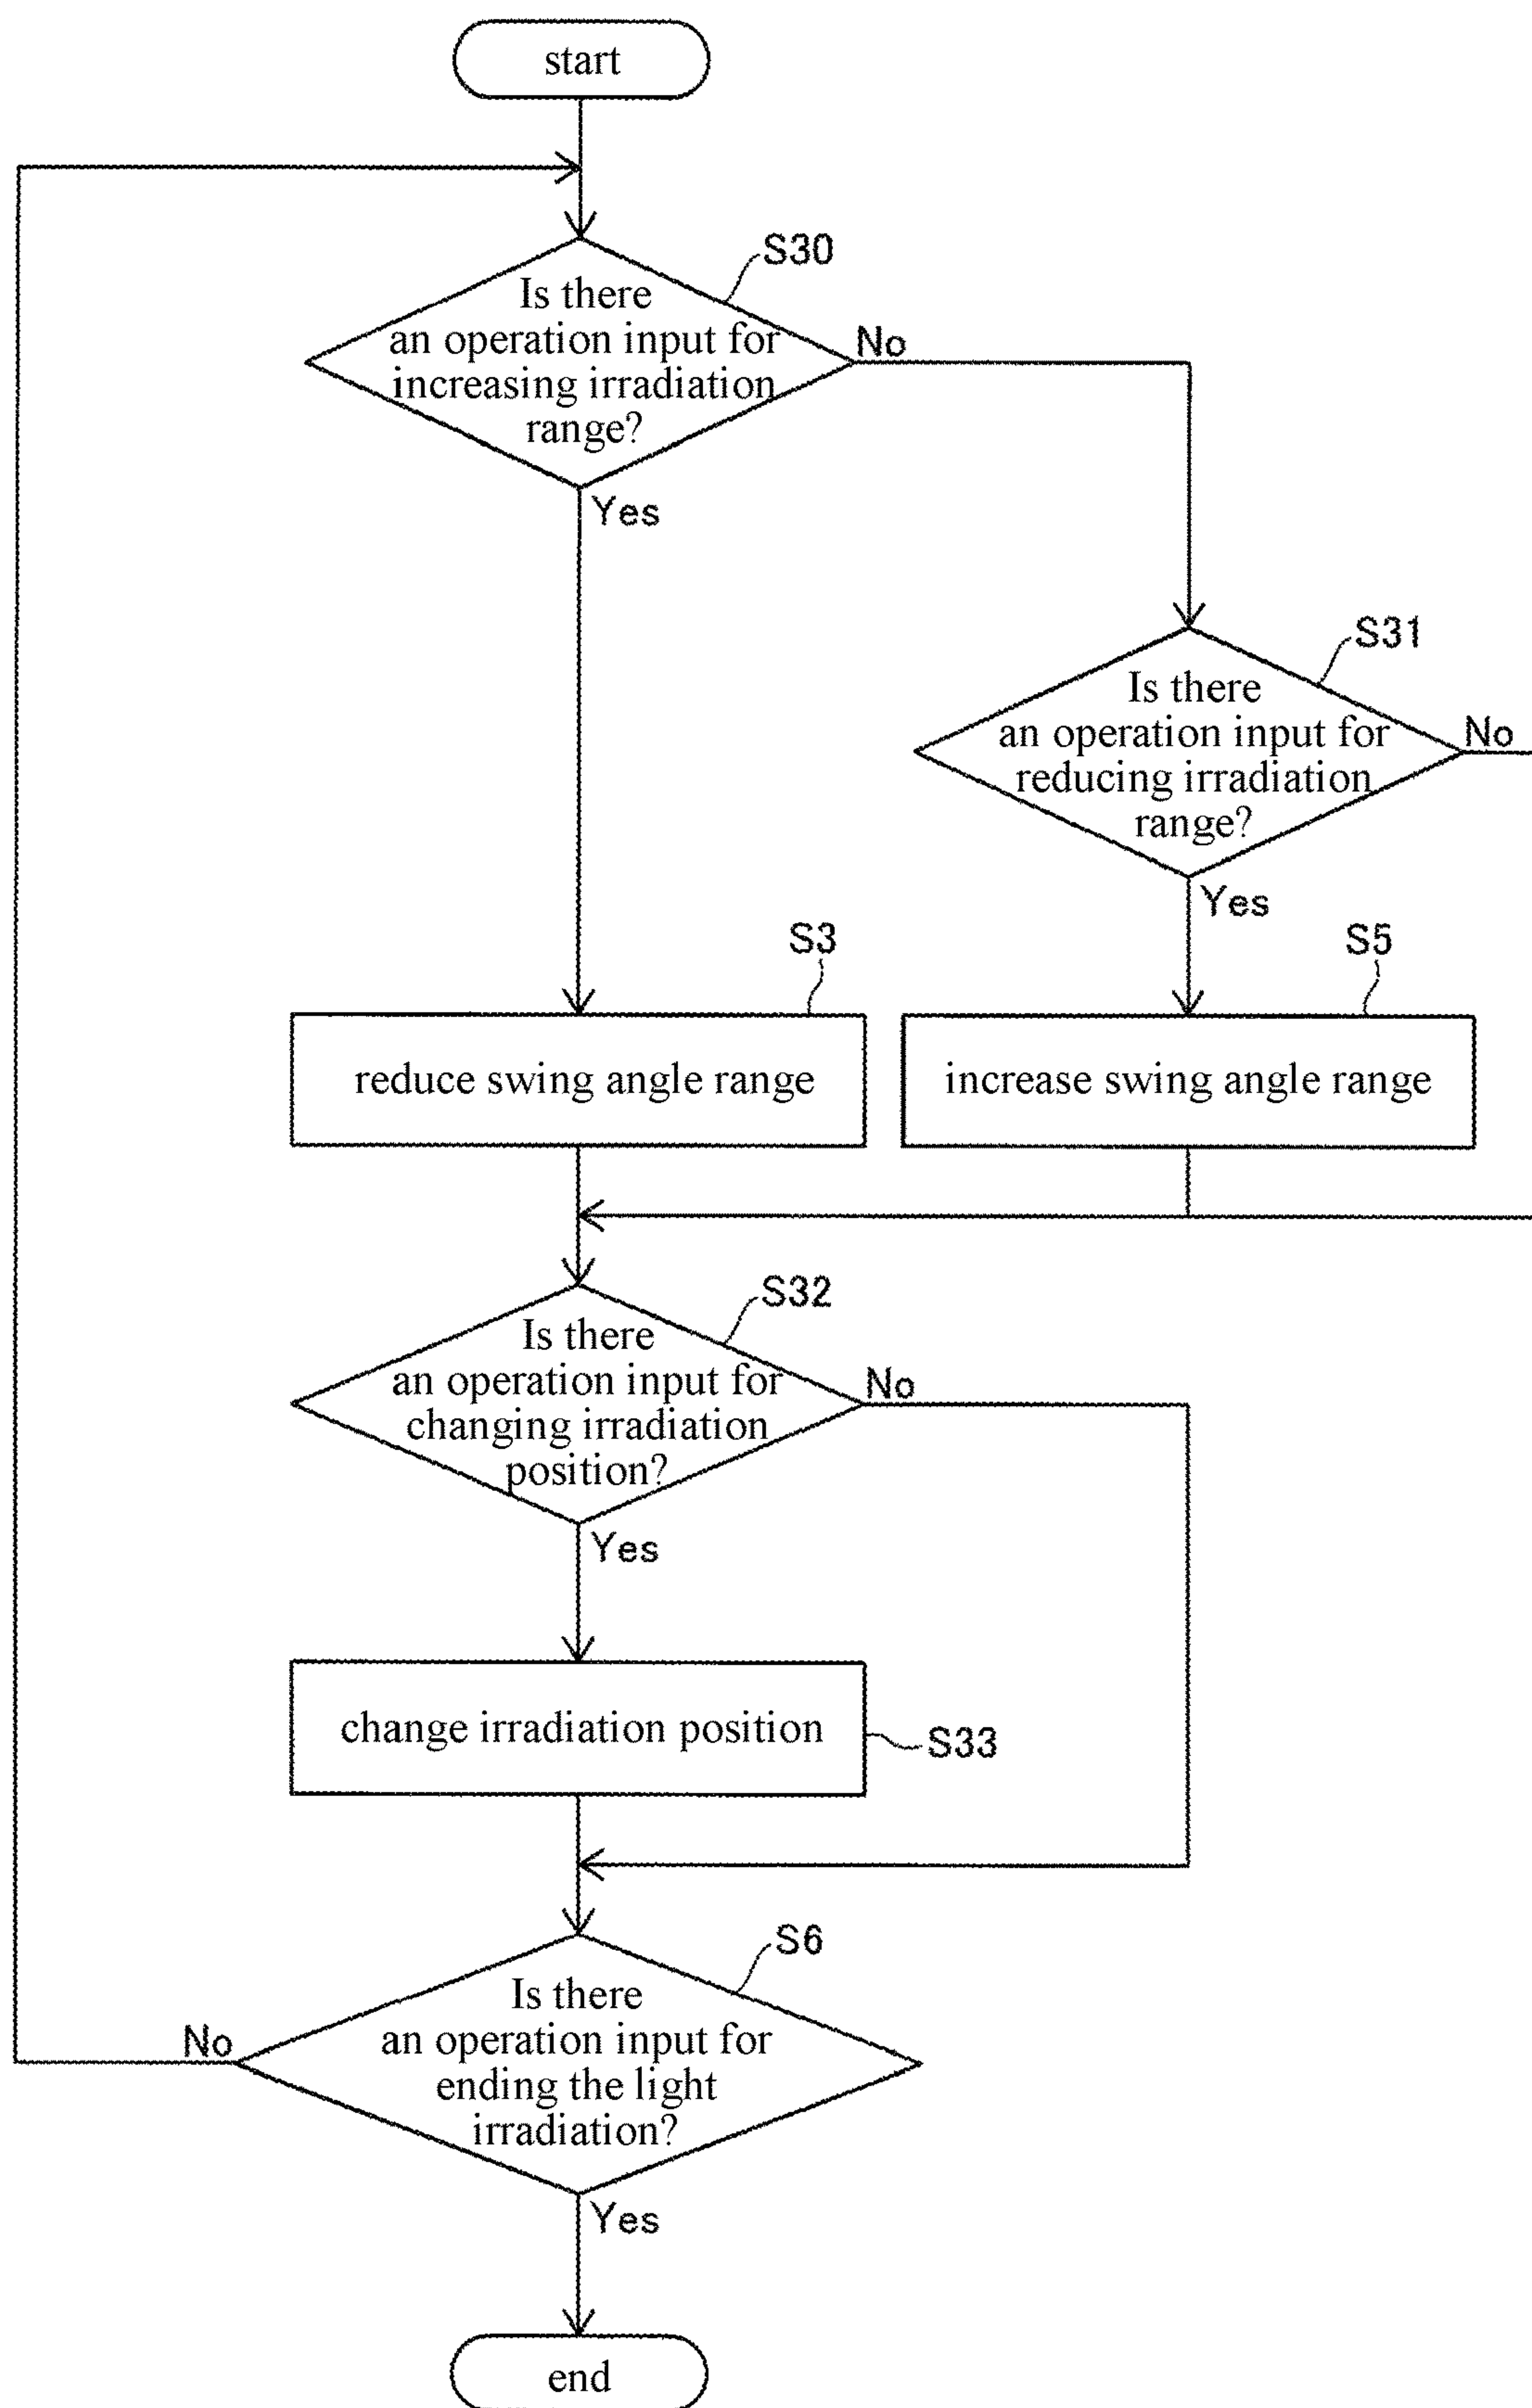 start
S30
Is there
an operation input for
increasing irradiation
range?
No
Yes
S31
Is there
an operation input for
reducing irradiation
range?
No
Yes
S3
reduce swing angle range
S5
increase swing angle range
S32
Is there
an operation input for
changing irradiation
position?
No
Yes
change irradiation position
S33
S6
Is there
an operation input for
ending the light
irradiation?
No
Yes
end